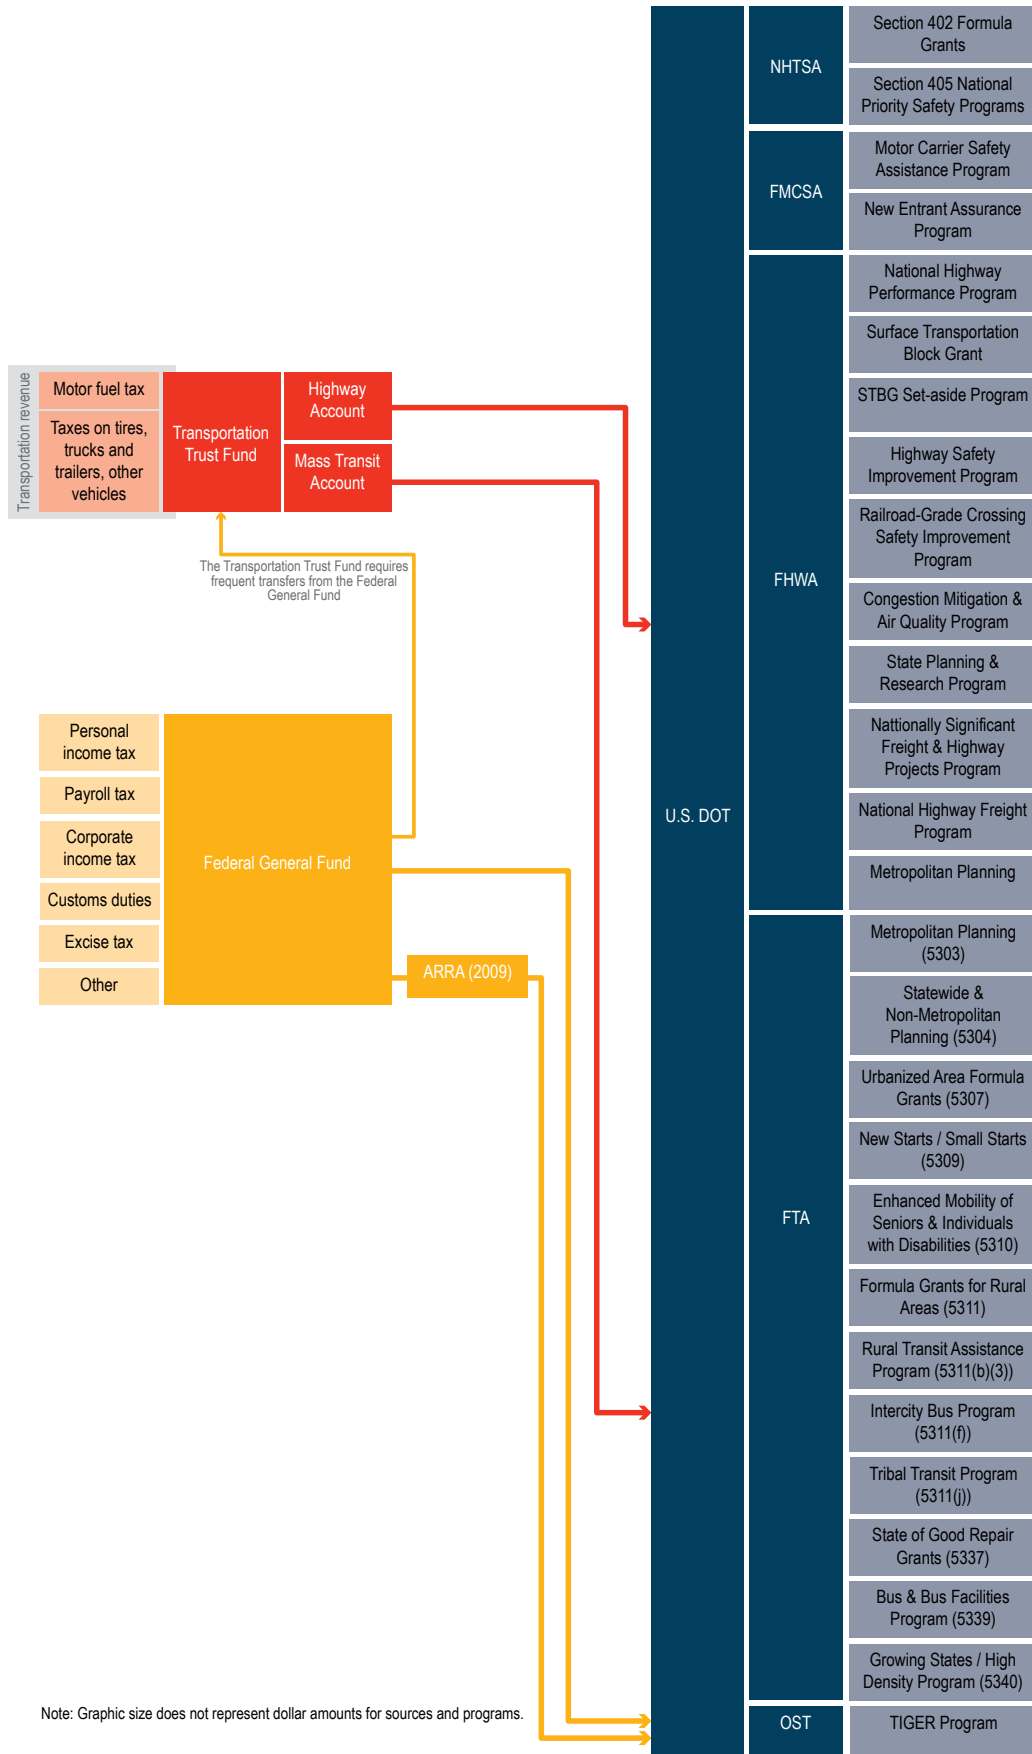 Transportation revenue
Motor fuel tax
Taxes on tires,
trucks and
trailers, other
vehicles
Transportation
Trust Fund
Highway
Account
Mass Transit
Account
The Transportation Trust Fund requires
frequent transfers from the Federal
General Fund
Personal
income tax
Payroll tax
Corporate
income tax
Customs duties
Excise tax
Other
Federal General Fund
ARRA (2009)
U.S. DOT
NHTSA
Section 402 Formula
Grants
Section 405 National
Priority Safety Programs
FMCSA
Motor Carrier Safety
Assistance Program
New Entrant Assurance
Program
FHWA
National Highway
Performance Program
Surface Transportation
Block Grant
STBG Set-aside Program
Highway Safety
Improvement Program
Railroad-Grade Crossing
Safety Improvement
Program
Congestion Mitigation &
Air Quality Program
State Planning &
Research Program
Nattionally Significant
Freight & Highway
Projects Program
National Highway Freight
Program
Metropolitan Planning
FTA
Metropolitan Planning
(5303)
Statewide &
Non-Metropolitan
Planning (5304)
Urbanized Area Formula
Grants (5307)
New Starts / Small Starts
(5309)
Enhanced Mobility of
Seniors & Individuals
with Disabilities (5310)
Formula Grants for Rural
Areas (5311)
Rural Transit Assistance
Program (5311(b)(3))
Intercity Bus Program
(5311(f))
Tribal Transit Program
(5311(j))
State of Good Repair
Grants (5337)
Bus & Bus Facilities
Program (5339)
Growing States / High
Density Program (5340)
OST
TIGER Program
Note: Graphic size does not represent dollar amounts for sources and programs.